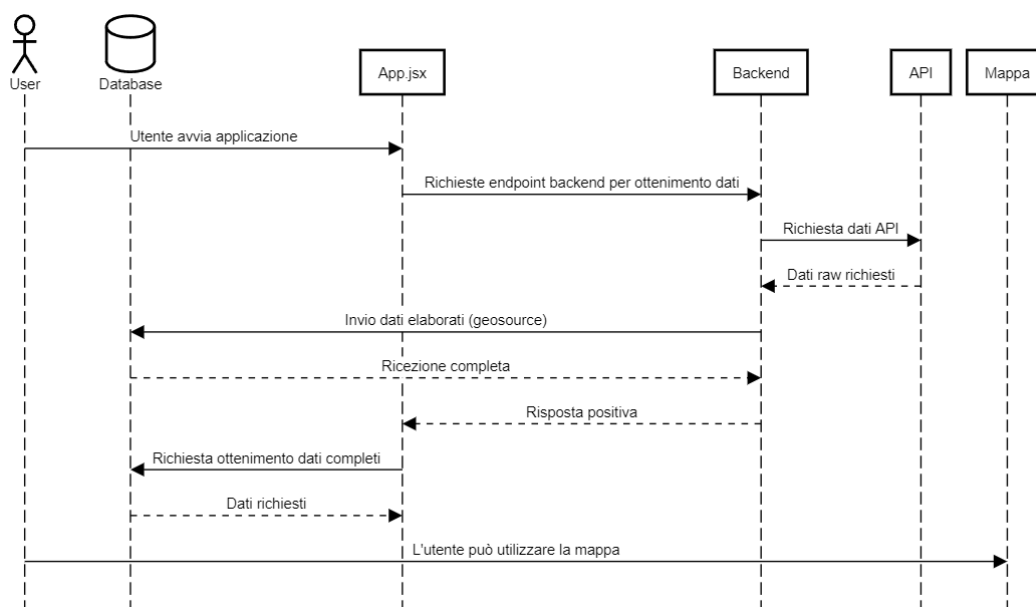 User
Database
App.jsx
Backend
API
Mappa
Utente avvia applicazione
Richieste endpoint backend per ottenimento dati
Richiesta dati API
Dati raw richiesti
Invio dati elaborati (geosource)
Ricezione completa
Risposta positiva
Richiesta ottenimento dati completi
Dati richiesti
L'utente può utilizzare la mappa